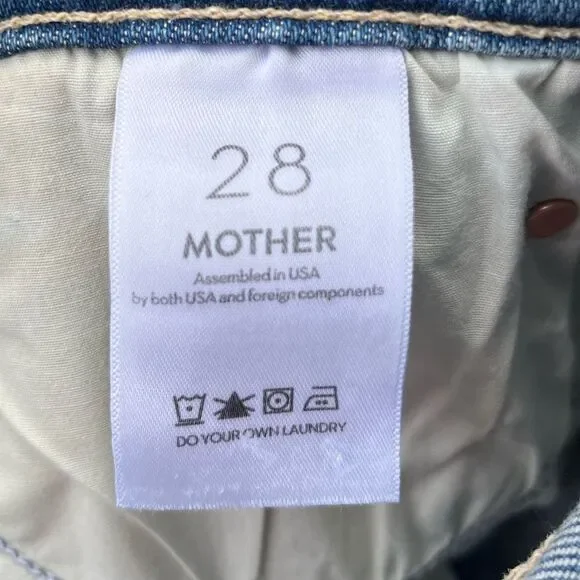 28
MOTHER
Assembled in USA
by both USA and foreign components
DO YOUR OWN LAUNDRY